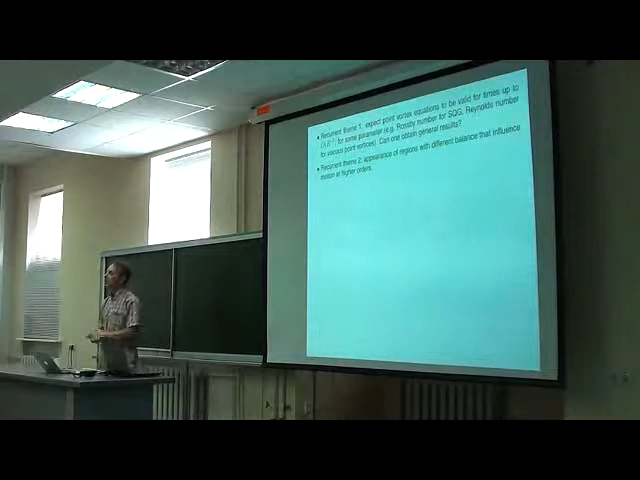 • Recurrent theme 1: expect point vortex equations to be valid for times up to
for some parameter (e.g. Rossby number for SQG, Reynolds number
for viscous point vortices). Can one obtain general results?
• Recurrent theme 2: appearance of regions with different balance that influence
motion at higher orders.